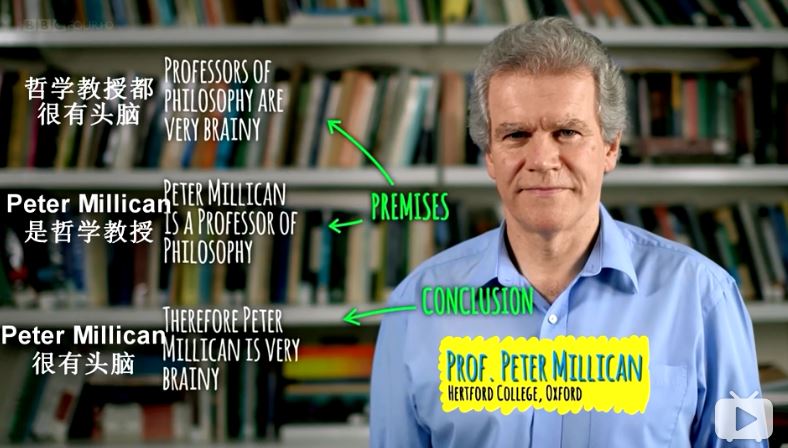 BBC FOUR
哲学教授都
很有头脑
PROFESSORS OF
PHILOSOPHY ARE
VERY BRAINY
PREMISES
Peter Millican
是哲学教授
PETER MILLICAN
IS A PROFESSOR OF
PHILOSOPHY
CONCLUSION
Peter Millican
很有头脑
THEREFORE PETER
MILLICAN IS VERY
BRAINY
PROF. PETER MILLICAN
HERTFORD COLLEGE, OXFORD